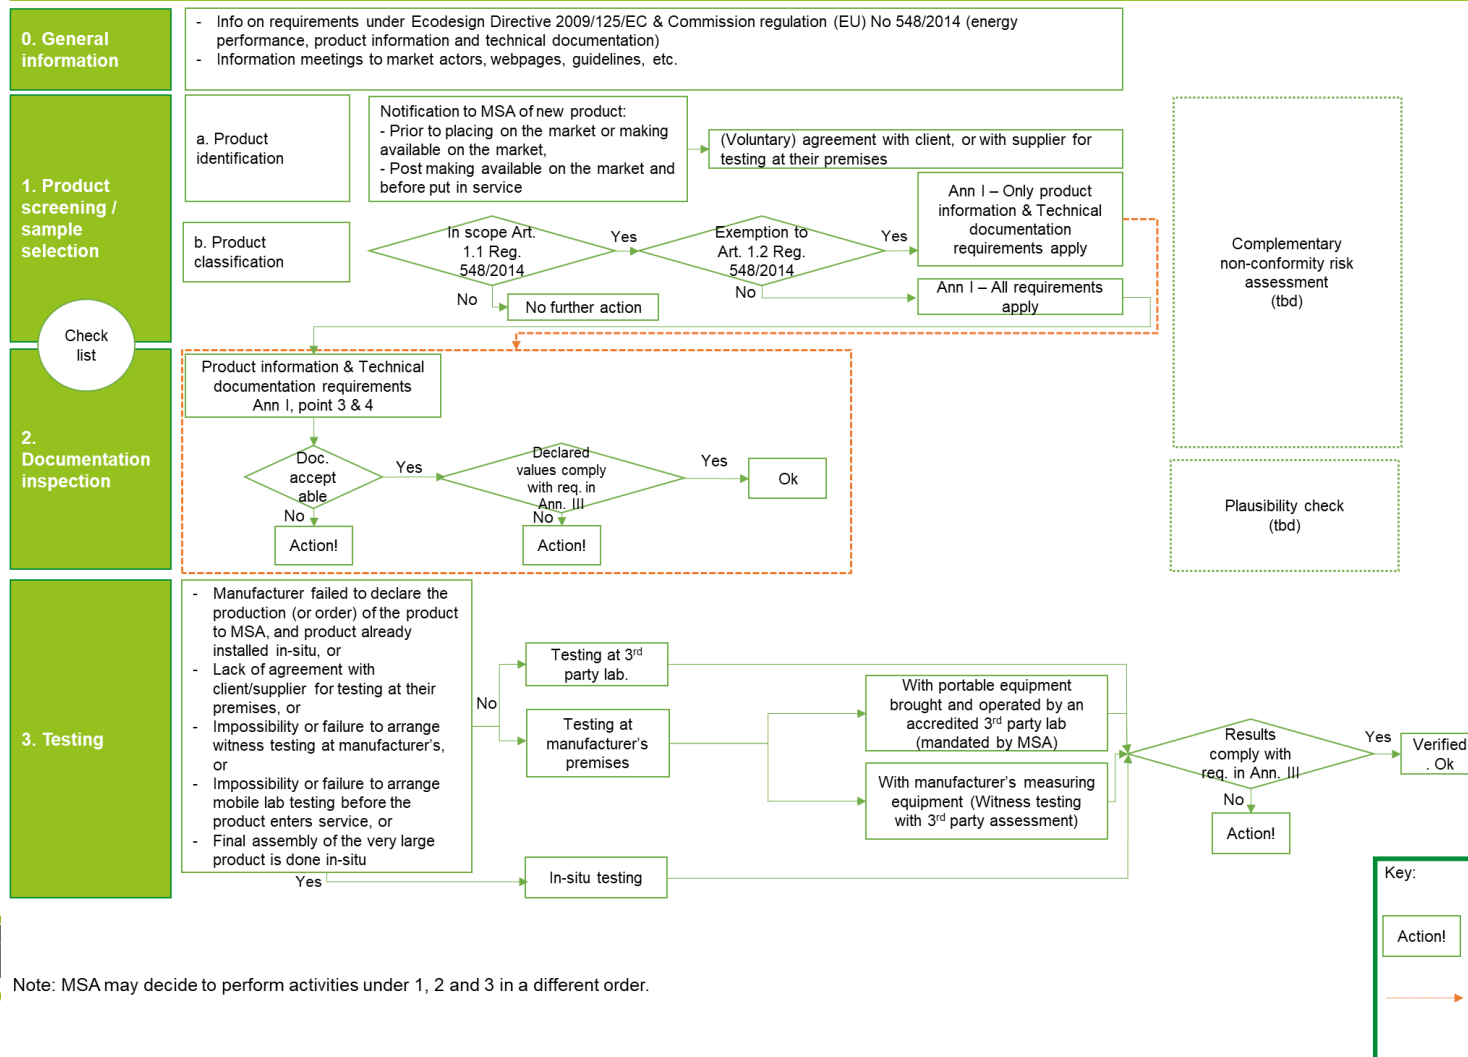 0. General
information
- Info on requirements under Ecodesign Directive 2009/125/EC & Commission regulation (EU) No 548/2014 (energy
performance, product information and technical documentation)
- Information meetings to market actors, webpages, guidelines, etc.
1. Product
screening /
sample
selection
a. Product
identification
Notification to MSA of new product:
- Prior to placing on the market or making
available on the market,
- Post making available on the market and
before put in service
(Voluntary) agreement with client, or with supplier for
testing at their premises
b. Product
classification
In scope Art.
1.1 Reg.
548/2014
Yes
No
No further action
Exemption to
Art. 1.2 Reg.
548/2014
Yes
No
Ann I – Only product
information & Technical
documentation
requirements apply
Ann I – All requirements
apply
Complementary
non-conformity risk
assessment
(tbd)
Check
list
2.
Documentation
inspection
Product information & Technical
documentation requirements
Ann I, point 3 & 4
Doc.
accept
able
Yes
No
Action!
Declared
values comply
with req. in
Ann. III
Yes
No
Action!
Ok
Plausibility check
(tbd)
3. Testing
- Manufacturer failed to declare the
production (or order) of the product
to MSA, and product already
installed in-situ, or
- Lack of agreement with
client/supplier for testing at their
premises, or
- Impossibility or failure to arrange
witness testing at manufacturer's,
or
- Impossibility or failure to arrange
mobile lab testing before the
product enters service, or
- Final assembly of the very large
product is done in-situ
No
Yes
Testing at 3rd
party lab.
Testing at
manufacturer's
premises
In-situ testing
With portable equipment
brought and operated by an
accredited 3rd party lab
(mandated by MSA)
With manufacturer's measuring
equipment (Witness testing
with 3rd party assessment)
Results
comply with
req. in Ann. III
Yes
No
Action!
Verified
. Ok
Key:
Action!
Note: MSA may decide to perform activities under 1, 2 and 3 in a different order.